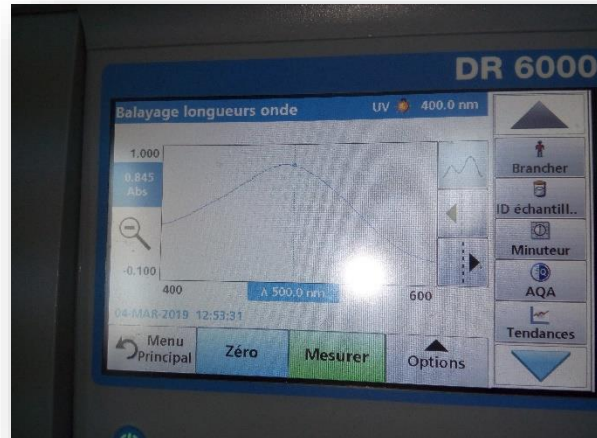 DR 6000
Balayage longueurs onde UV 400.0 nm
1.000
0.845
Abs
-0.100
400
λ 500.0 nm
600
04-MAR-2019 12:53:31
Menu
Principal
Zéro
Mesurer
Options
Brancher
ID échantill..
Minuteur
AQA
Tendances